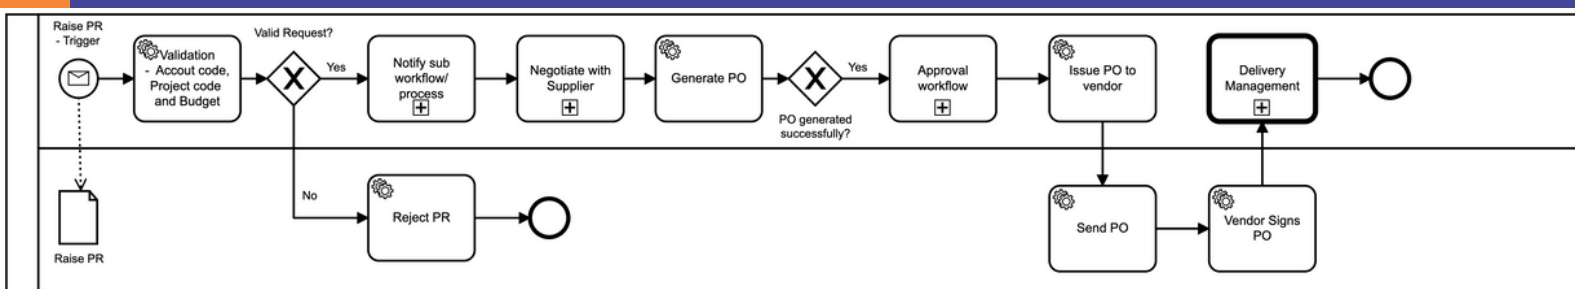 Raise PR
- Trigger
Validation
- Accout code,
Project code
and Budget
Valid Request?
Yes
Notify sub
workflow/
process
Negotiate with
Supplier
Generate PO
Yes
PO generated
successfully?
Approval
workflow
Issue PO to
vendor
Delivery
Management
No
Raise PR
Reject PR
Send PO
Vendor Signs
PO